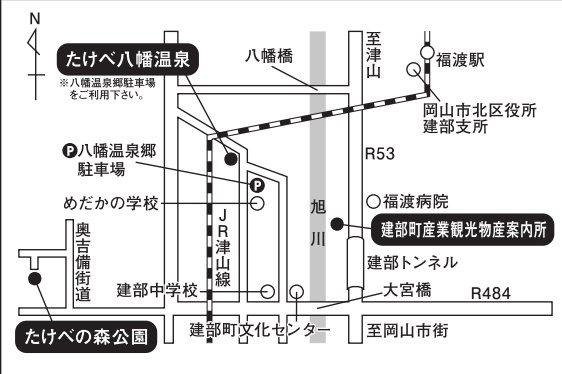 N
たけべ八幡温泉
※八幡温泉郷駐車場
をご利用下さい。
八幡橋
至津山
福渡駅
岡山市北区役所
建部支所
R53
P八幡温泉郷
駐車場
P
めだかの学校
JR津山線
旭川
福渡病院
建部町産業観光物産案内所
奥吉備街道
建部トンネル
建部中学校
大宮橋
R484
たけべの森公園
建部町文化センター
至岡山市街